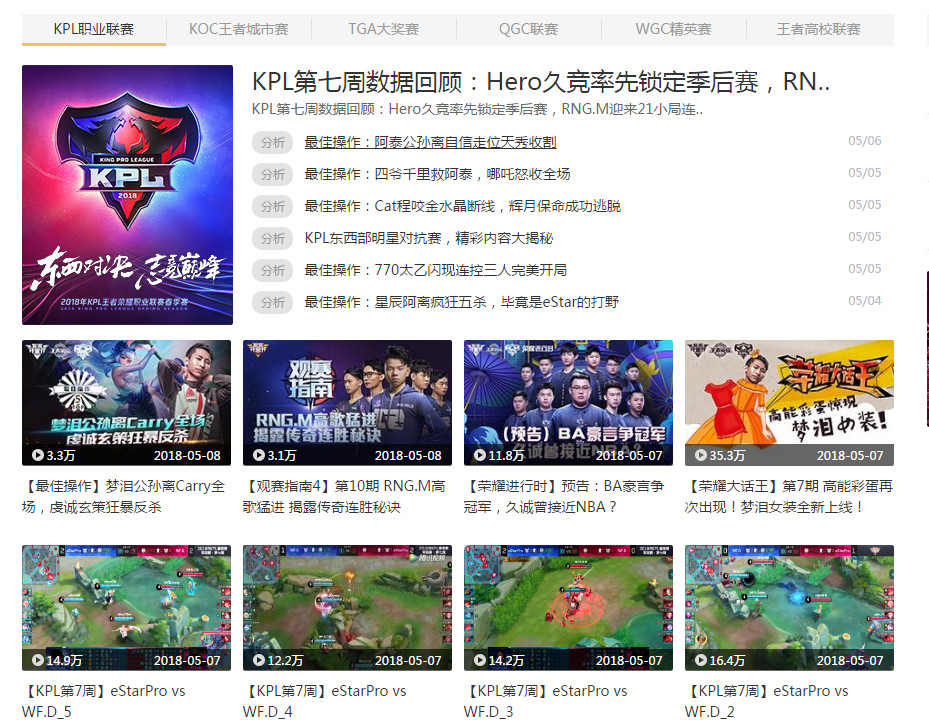 KPL职业联赛
KOC王者城市赛
TGA大奖赛
QGC联赛
WGC精英赛
王者高校联赛
KPL第七周数据回顾：Hero久竞率先锁定季后赛，RN..
KPL第七周数据回顾：Hero久竞率先锁定季后赛，RNG.M迎来21小局连..
分析 最佳操作：阿泰公孙离自信走位天秀收割 05/06
分析 最佳操作：四爷千里救阿泰，哪吒怒收全场 05/05
分析 最佳操作：Cat程咬金水晶断线，辉月保命成功逃脱 05/05
分析 KPL东西部明星对抗赛，精彩内容大揭秘 05/05
分析 最佳操作：770太乙闪现连控三人完美开局 05/05
分析 最佳操作：星辰阿离疯狂五杀，毕竟是eStar的打野 05/04
KING PRO LEAGUE
KPL
2018
东西对决 志竞巅峰
2018年KPL王者荣耀职业联赛春季赛
2018 KING PRO LEAGUE SPRING SEASON
梦泪公孙离Carry全场
虔诚玄策狂暴反杀
3.3万 2018-05-08
观赛
指南
RNG.M高歌猛进
揭露传奇连胜秘诀
3.1万 2018-05-08
（预告）BA豪言争冠军
久诚曾接近NBA
11.8万 2018-05-08
荣耀大话王
高能彩蛋惊现
梦泪女装!
35.3万 2018-05-07
【最佳操作】梦泪公孙离Carry全
场，虔诚玄策狂暴反杀
【观赛指南4】第10期 RNG.M高
歌猛进 揭露传奇连胜秘诀
【荣耀进行时】预告：BA豪言争
冠军，久诚曾接近NBA？
【荣耀大话王】第7期 高能彩蛋再
次出现！梦泪女装全新上线！
14.9万 2018-05-07
12.2万 2018-05-07
14.2万 2018-05-07
16.4万 2018-05-07
【KPL第7周】eStarPro vs
WF.D_5
【KPL第7周】eStarPro vs
WF.D_4
【KPL第7周】eStarPro vs
WF.D_3
【KPL第7周】eStarPro vs
WF.D_2